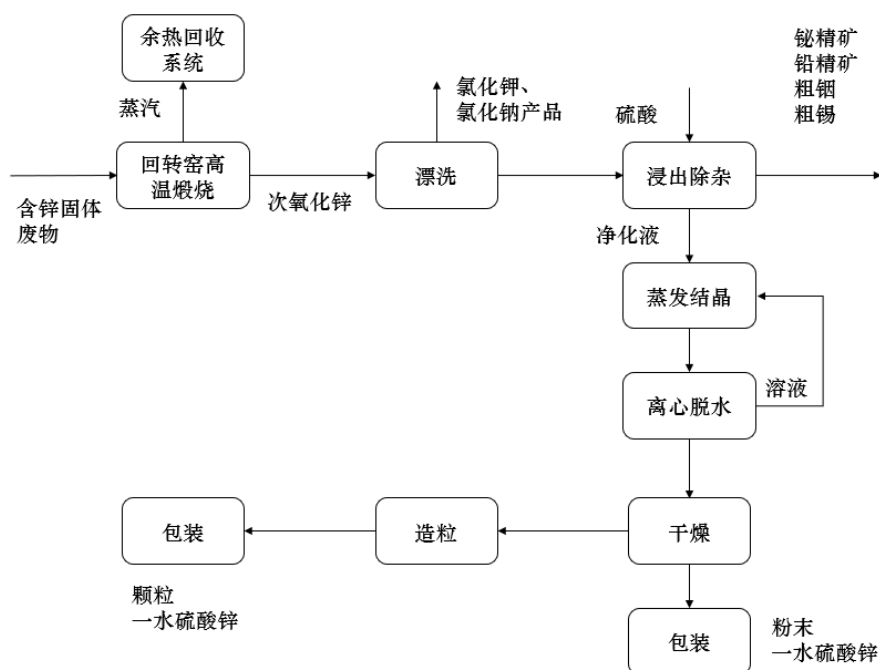 余热回收
系统
铋精矿
铅精矿
粗铟
粗锡
蒸汽
氯化钾、
氯化钠产品
硫酸
回转窑高
温煅烧
漂洗
浸出除杂
含锌固体
废物
次氧化锌
净化液
蒸发结晶
离心脱水
溶液
包装
造粒
干燥
颗粒
一水硫酸锌
包装
粉末
一水硫酸锌